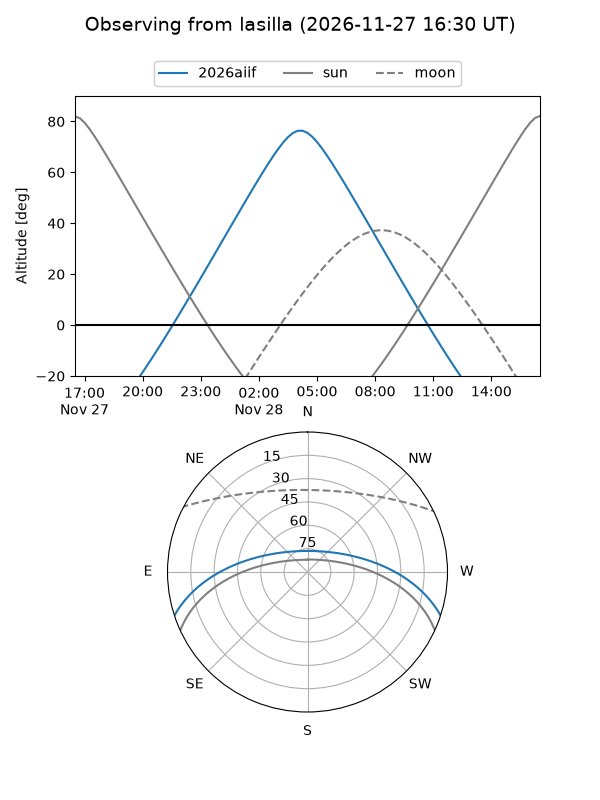 Observing from lasilla (2026-11-27 16:30 UT)
2026aiif sun moon
Altitude [deg]
80
60
40
20
0
−20
17:00 20:00 23:00 02:00 05:00 08:00 11:00 14:00
Nov 27 Nov 28
N
NE NW
15
30
45
60
75
E W
SE SW
S